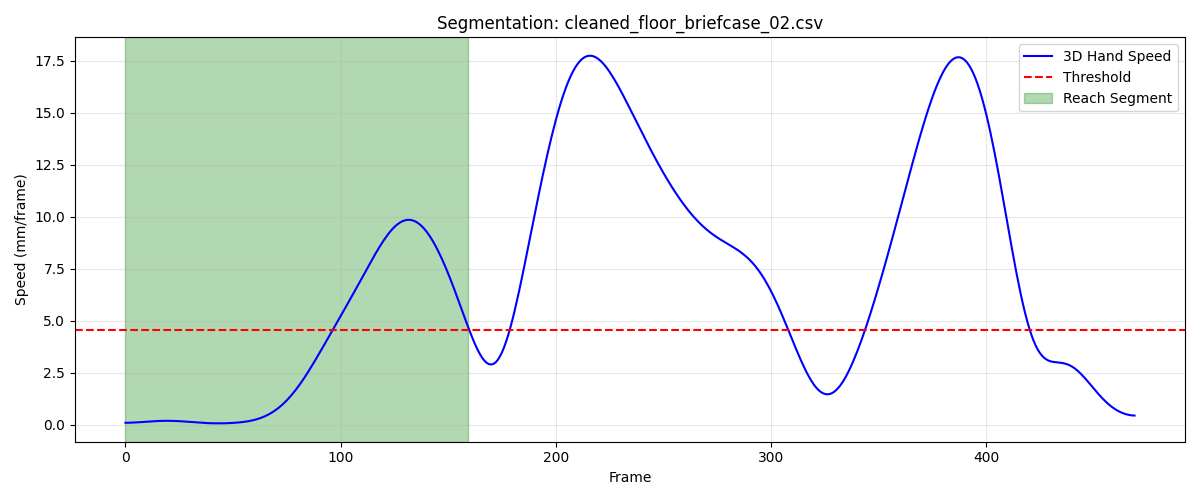 Segmentation: cleaned_floor_briefcase_02.csv
3D Hand Speed
Threshold
Reach Segment
Speed (mm/frame)
17.5
15.0
12.5
10.0
7.5
5.0
2.5
0.0
0 100 200 300 400
Frame